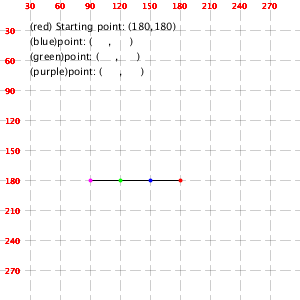 30 60 90 120 150 180 210 240 270
30
(red) Starting point: (180,180)
(blue)point: ( , )
60
(green)point: ( , )
(purple)point: ( , )
90
120
150
180
210
240
270